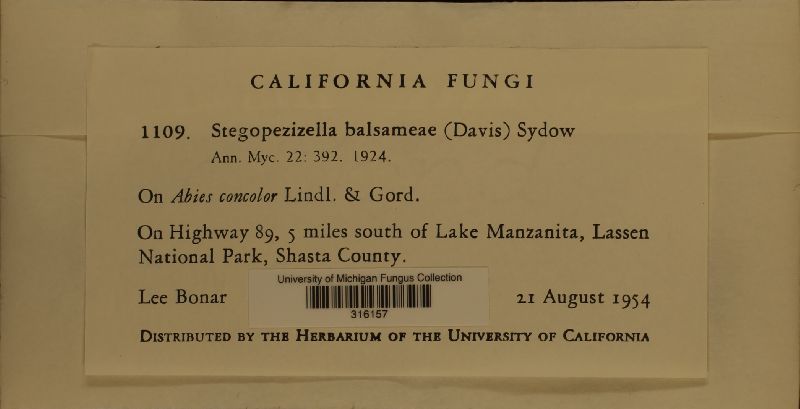 CALIFORNIA FUNGI
1109. Stegopezizella balsameae (Davis) Sydow
Ann. Myc. 22: 392. 1924.
On Abies concolor Lindl. & Gord.
On Highway 89, 5 miles south of Lake Manzanita, Lassen
National Park, Shasta County.
University of Michigan Fungus Collection
316157
Lee Bonar
21 August 1954
DISTRIBUTED BY THE HERBARIUM OF THE UNIVERSITY OF CALIFORNIA